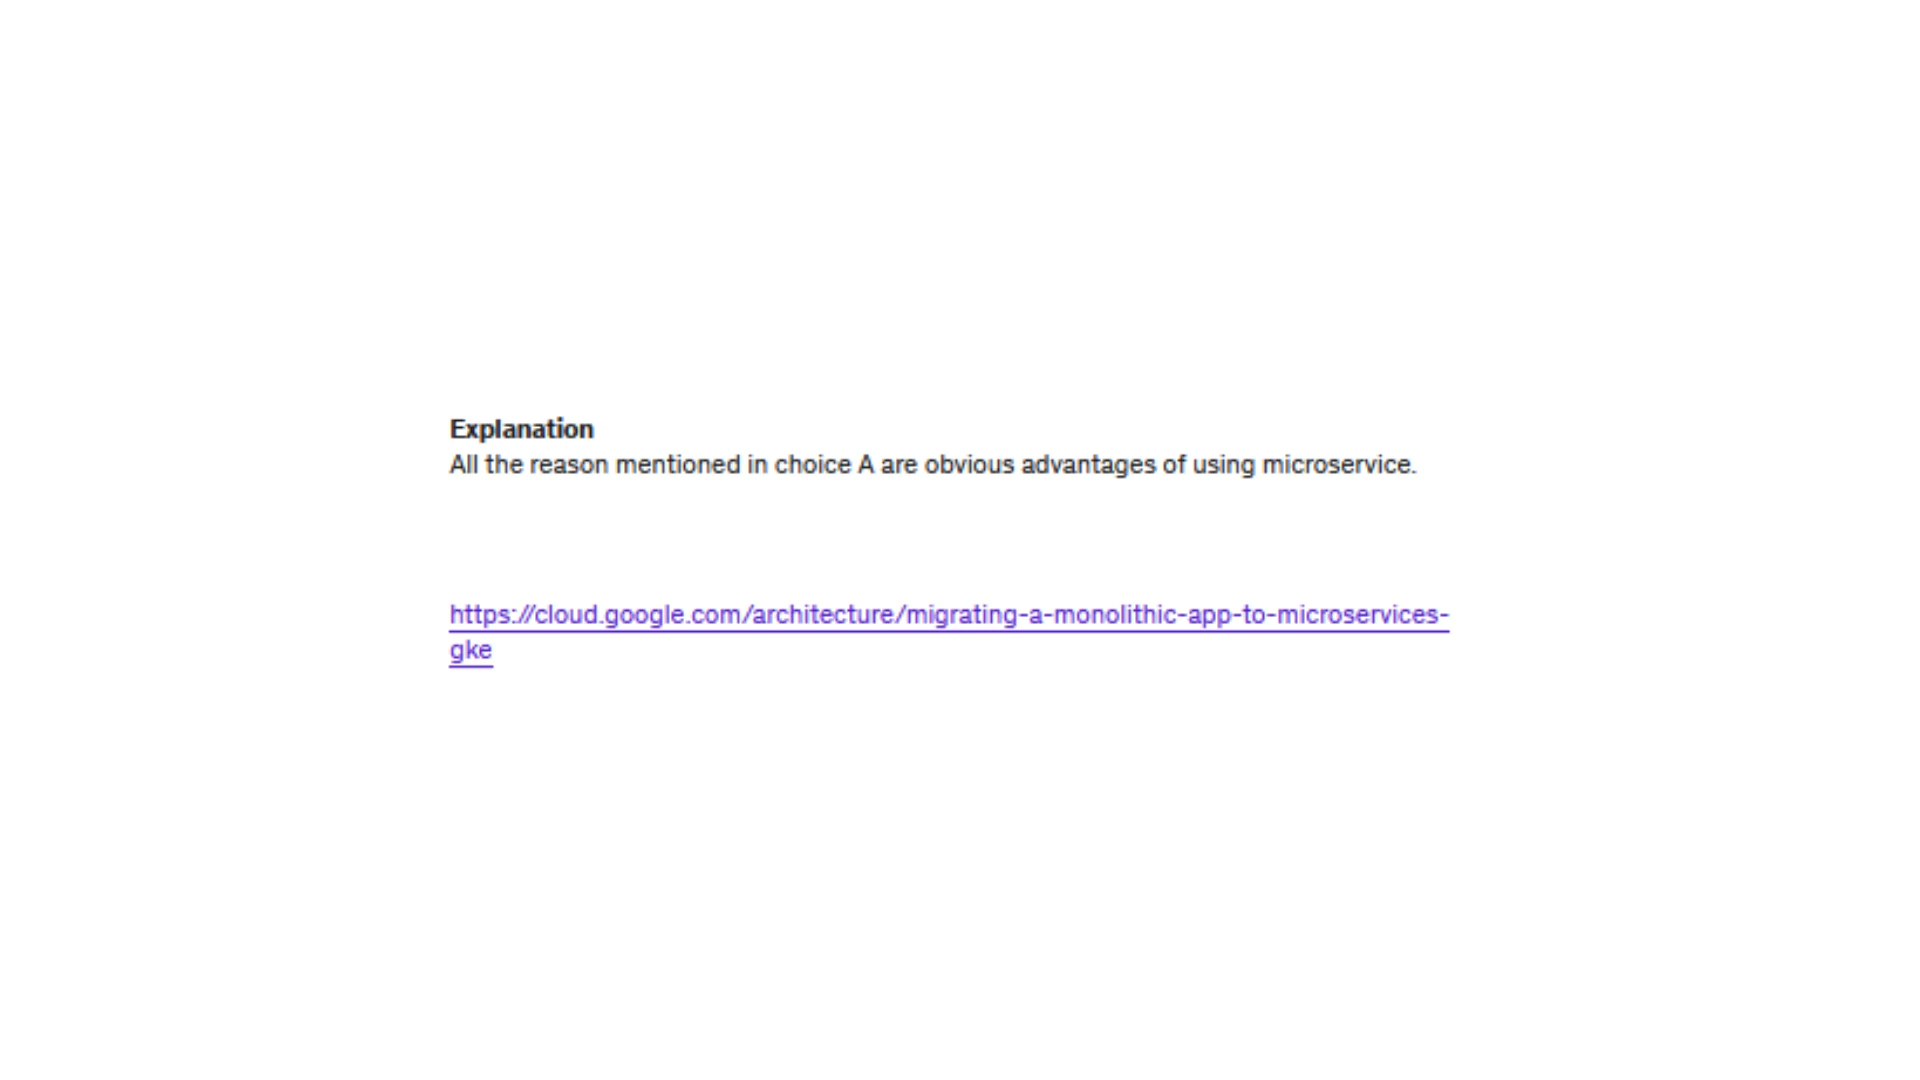 Explanation
All the reason mentioned in choice A are obvious advantages of using microservice.
https://cloud.google.com/architecture/migrating-a-monolithic-app-to-microservices-
gke